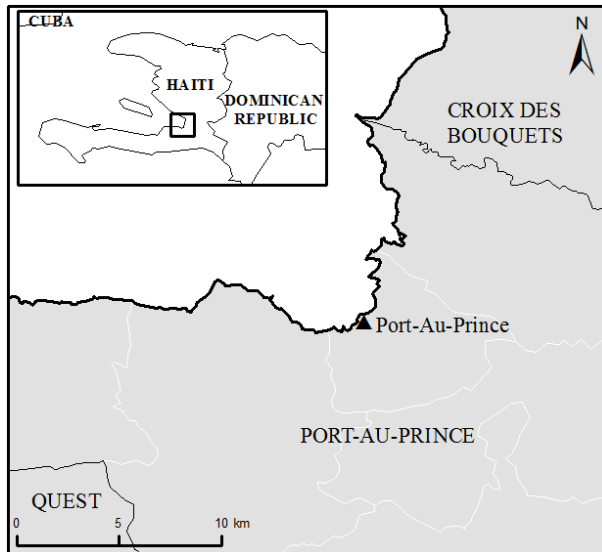 CUBA
HAITI
DOMINICAN
REPUBLIC
N
CROIX DES
BOUQUETS
Port-Au-Prince
PORT-AU-PRINCE
QUEST
0 5 10 km